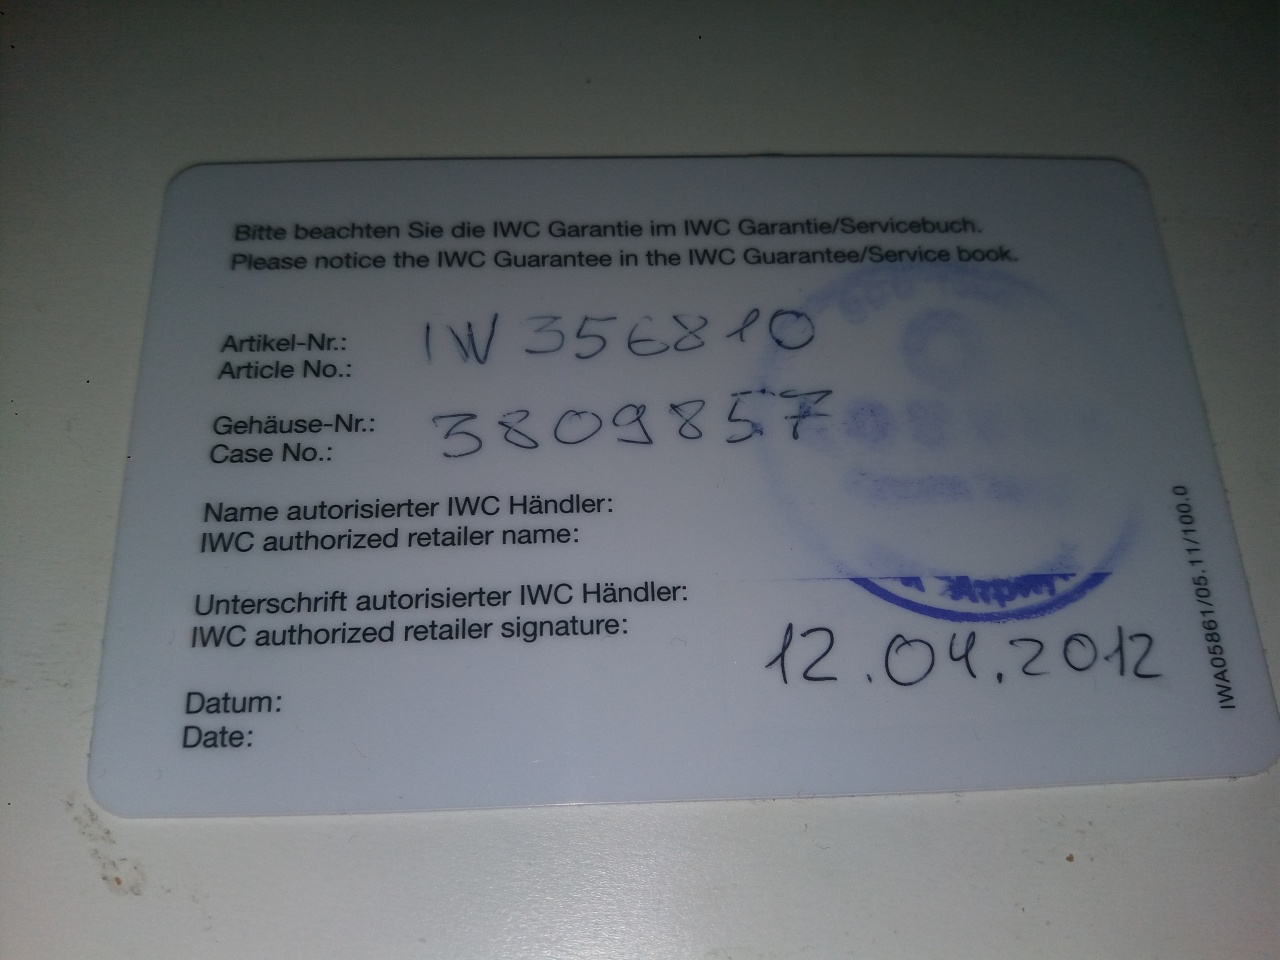 Bitte beachten Sie die IWC Garantie im IWC Garantie/Servicebuch.
Please notice the IWC Guarantee in the IWC Guarantee/Service book.
Artikel-Nr.: IW 356810
Article No.:
Gehäuse-Nr.: 3809857
Case No.:
Name autorisierter IWC Händler:
IWC authorized retailer name:
Unterschrift autorisierter IWC Händler:
IWC authorized retailer signature:
12.04.2012
Datum:
Date:
IWA05861/05.11/100.0